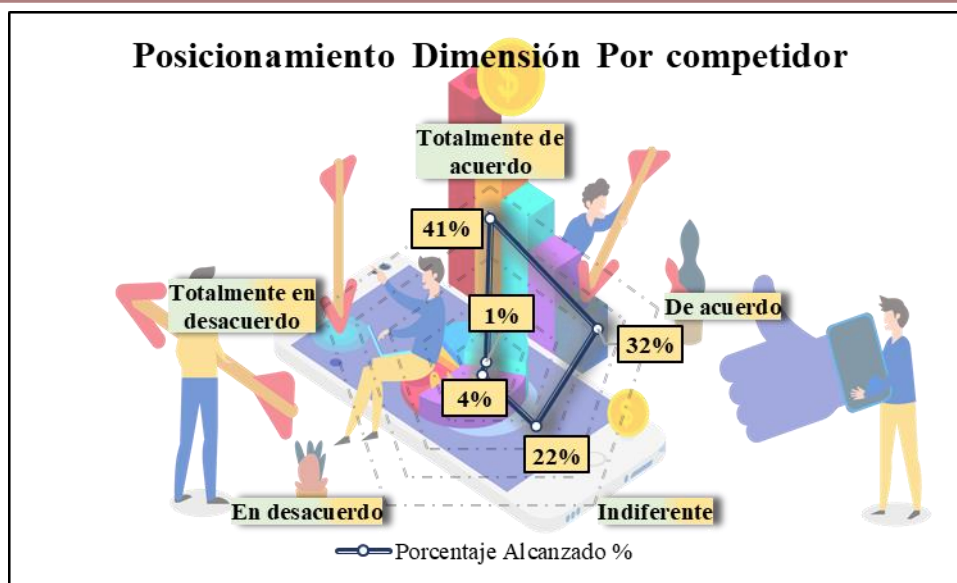 Posicionamiento Dimensión Por competidor
Totalmente de
acuerdo
41%
Totalmente en
desacuerdo
1%
De acuerdo
32%
4%
22%
En desacuerdo
Indiferente
Porcentaje Alcanzado %